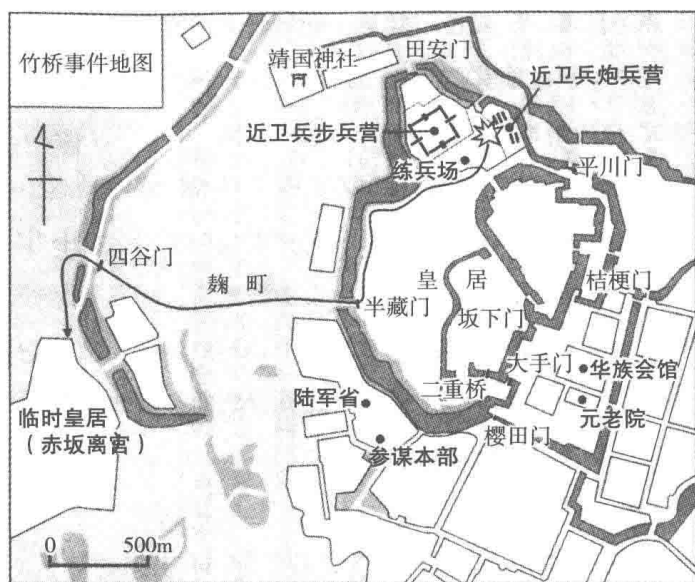 竹桥事件地图
靖国神社
田安门
近卫兵炮兵营
近卫兵步兵营
练兵场
平川门
四谷门
麹 町
皇 居
桔梗门
半藏门
坂下门
大手门
华族会馆
二重桥
陆军省
元老院
临时皇居
（赤坂离宫）
樱田门
参谋本部
0 500m